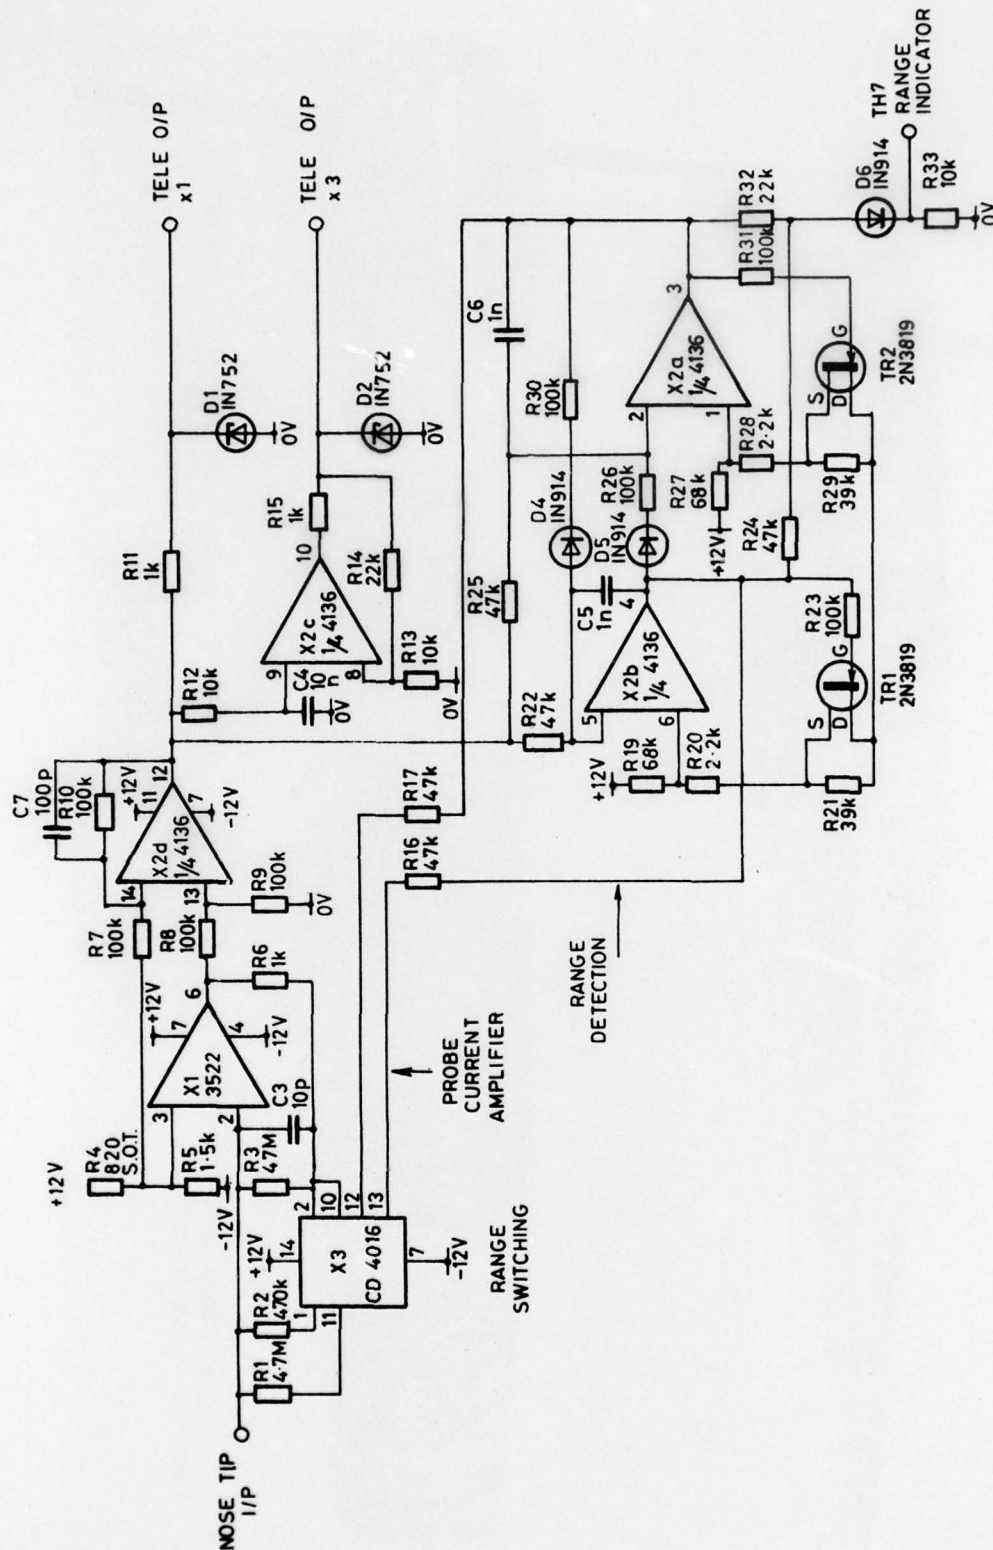 NOSE TIP
I/P
R1
4·7M
R2
470k
+12V
14
1
11
X3
CD 4016
2
10
12
13
7
-12V
RANGE
SWITCHING
+12V
R4
820
S.O.T.
R5
1·5k
-12V
R3
47M
C3
10p
3
2
X1
3522
+12V
7
4
-12V
6
R6
1k
R7
100k
R8
100k
R9
100k
0V
14
13
X2d
1/4 4136
C7
100p
R10
100k
+12V
11
12
7
-12V
R11
1k
D1
IN752
0V
TELE O/P
x1
R12
10k
C4
10
n
0V
9
8
X2c
1/4 4136
10
R13
10k
0V
R14
22k
R15
1k
D2
IN752
0V
TELE O/P
x 3
PROBE
CURRENT
AMPLIFIER
R16
47k
R17
47k
RANGE
DETECTION
R22
47k
R25
47k
C5
1n
D4
IN914
R30
100k
C6
1n
+12V
R19
68k
R20
2·2k
5
6
X2b
1/4 4136
4
D5
IN914
R26
100k
2
1
X2a
1/4 4136
3
R27
68k
+12V
R28
2·2k
R24
47k
R21
39k
S
D
G
TR1
2N3819
R23
100k
R29
39k
S
D
G
TR2
2N3819
R31
100k
R32
22k
D6
IN914
TH7
RANGE
INDICATOR
R33
10k
0V